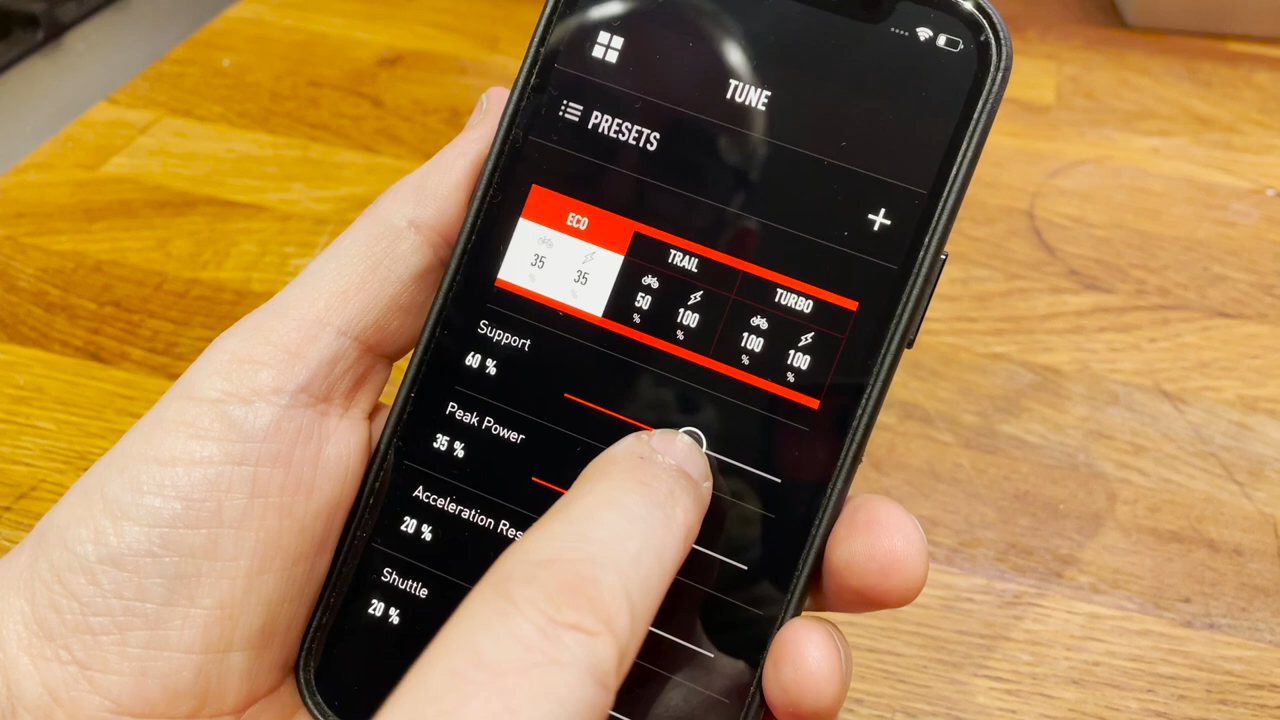 TUNE
PRESETS
ECO
35 %
35 %
TRAIL
50 %
100 %
TURBO
100 %
100 %
Support
60 %
Peak Power
35 %
Acceleration Res
20 %
Shuttle
20 %